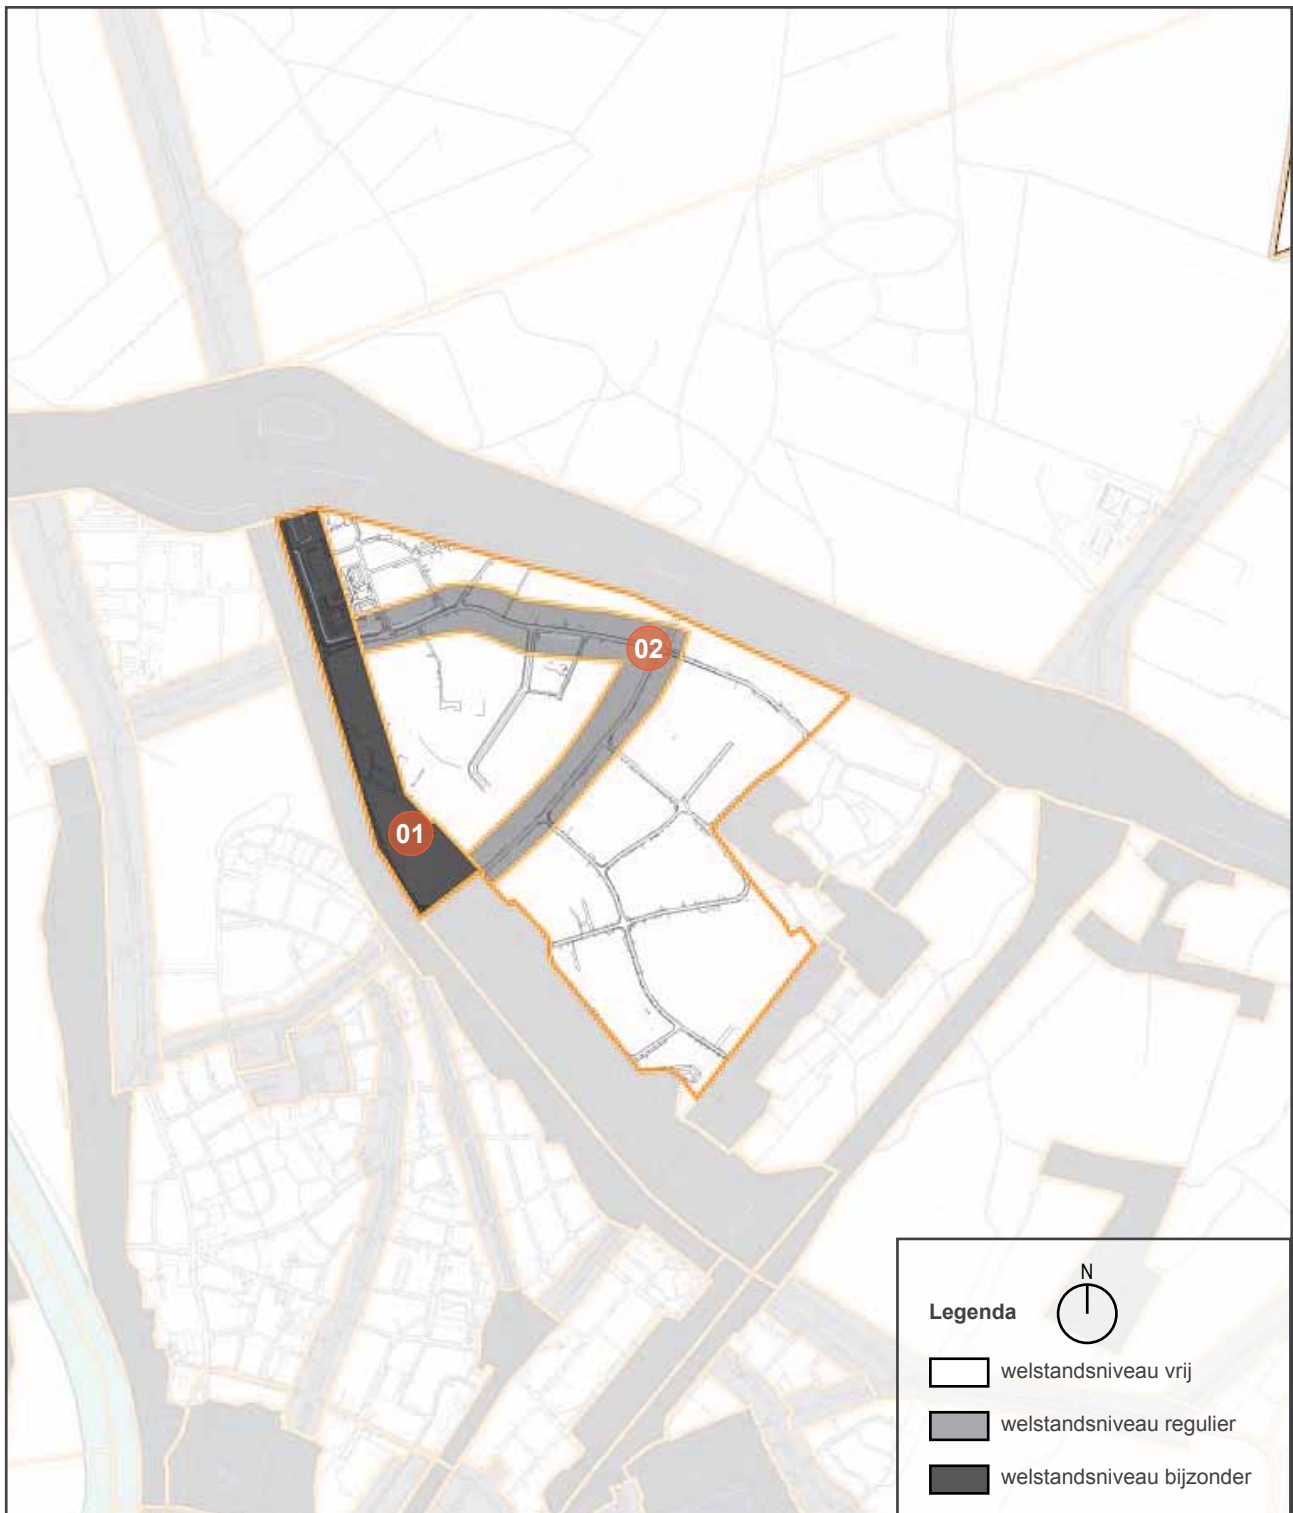 02
01
N
Legenda
welstandsniveau vrij
welstandsniveau regulier
welstandsniveau bijzonder